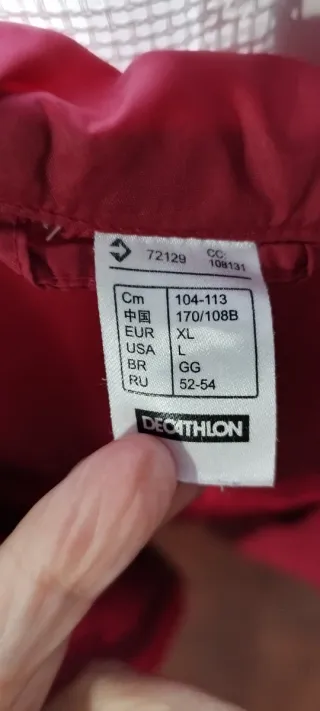 72129 CC: 108131
Cm 104-113
中国 170/108B
EUR XL
USA L
BR GG
RU 52-54
DECATHLON